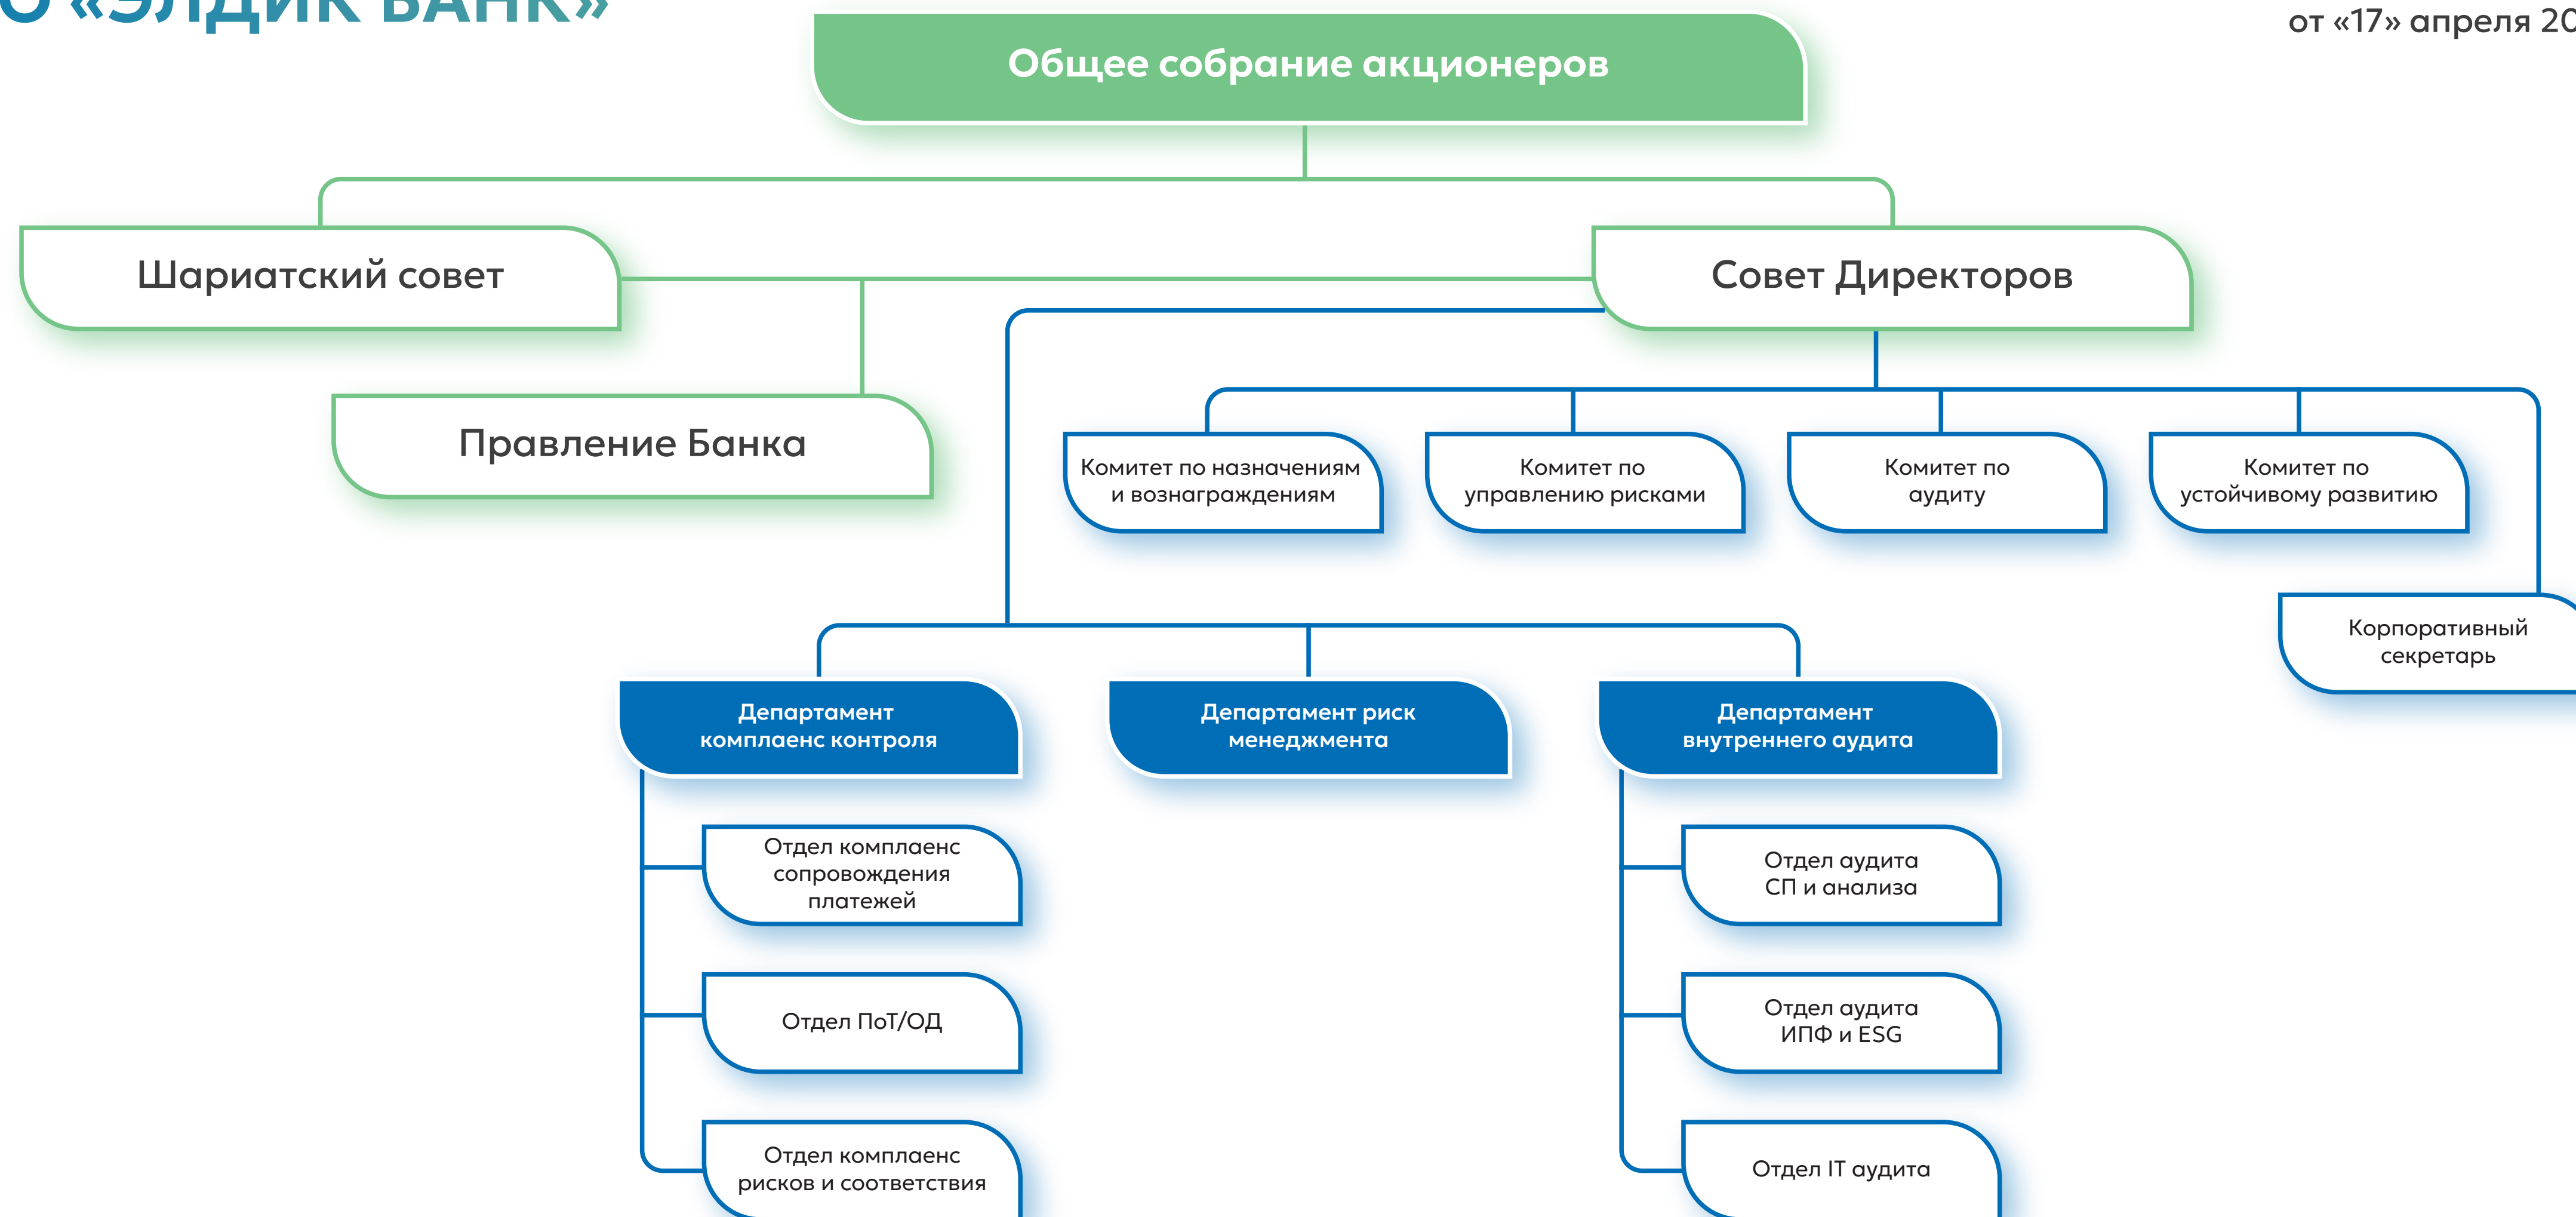 О «ЭЛДИК БАНК»
от «17» апреля 20
Общее собрание акционеров
Шариатский совет
Совет Директоров
Правление Банка
Комитет по назначениям
и вознаграждениям
Комитет по
управлению рисками
Комитет по
аудиту
Комитет по
устойчивому развитию
Корпоративный
секретарь
Департамент
комплаенс контроля
Департамент риск
менеджмента
Департамент
внутреннего аудита
Отдел комплаенс
сопровождения
платежей
Отдел аудита
СП и анализа
Отдел ПоТ/ОД
Отдел аудита
ИПФ и ESG
Отдел комплаенс
рисков и соответствия
Отдел IT аудита